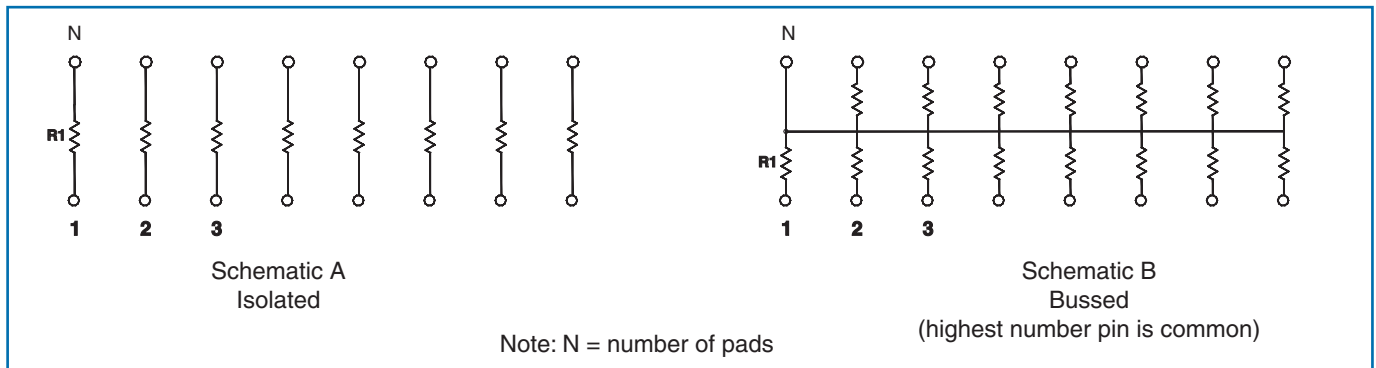 N
R1
1 2 3
Schematic A
Isolated
N
R1
1 2 3
Schematic B
Bussed
(highest number pin is common)
Note: N = number of pads